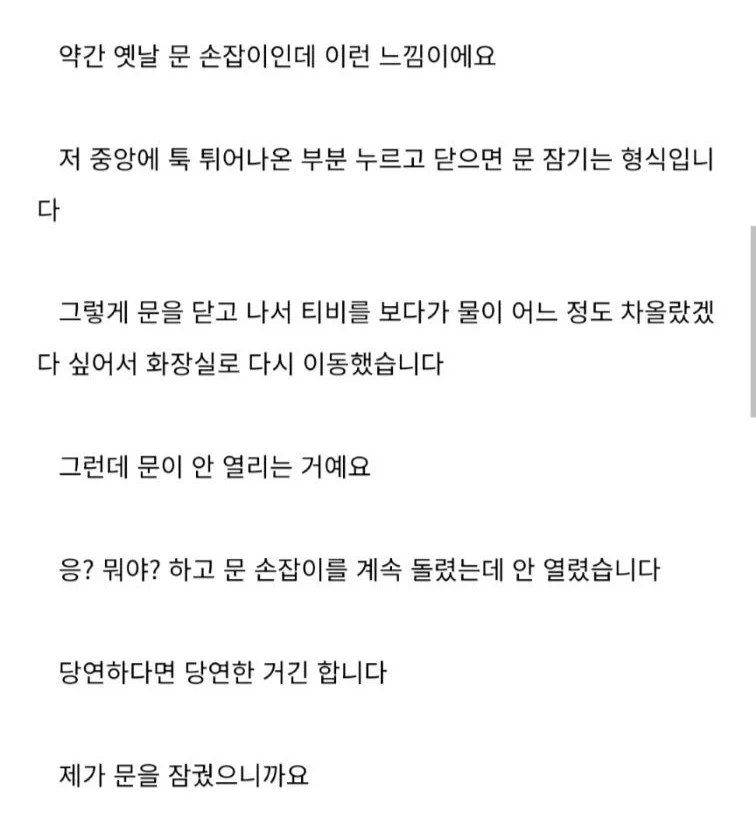 약간 옛날 문 손잡이인데 이런 느낌이에요
저 중앙에 툭 튀어나온 부분 누르고 닫으면 문 잠기는 형식입니
다
그렇게 문을 닫고 나서 티비를 보다가 물이 어느 정도 차올랐겠
다 싶어서 화장실로 다시 이동했습니다
그런데 문이 안 열리는 거예요
응? 뭐야? 하고 문 손잡이를 계속 돌렸는데 안 열렸습니다
당연하다면 당연한 거긴 합니다
제가 문을 잠궜으니까요